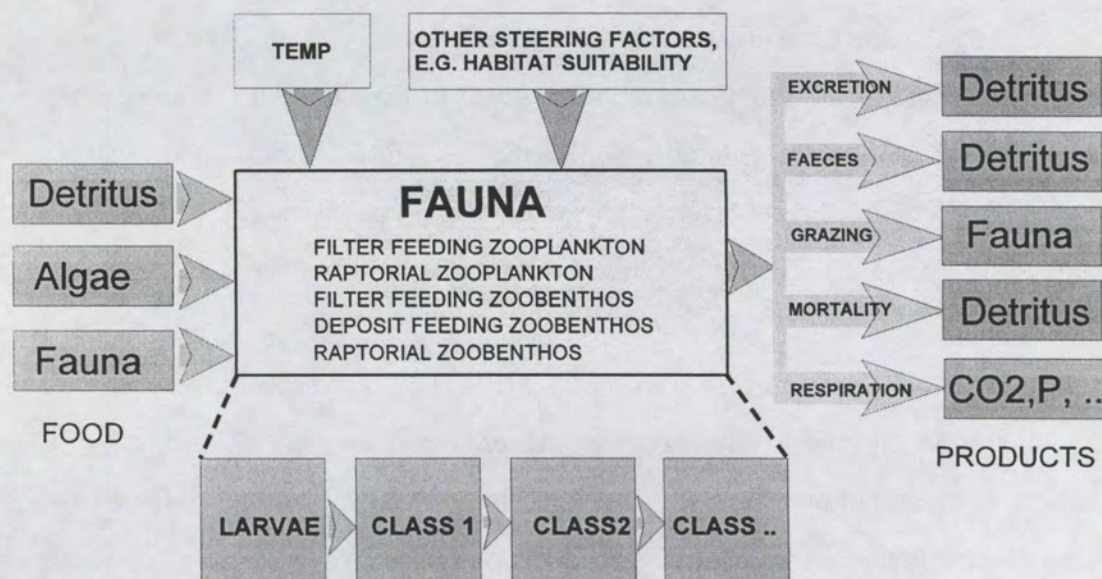 TEMP
OTHER STEERING FACTORS,
E.G. HABITAT SUITABILITY
Detritus
Algae
Fauna
FOOD
FAUNA
FILTER FEEDING ZOOPLANKTON
RAPTORIAL ZOOPLANKTON
FILTER FEEDING ZOOBENTHOS
DEPOSIT FEEDING ZOOBENTHOS
RAPTORIAL ZOOBENTHOS
EXCRETION Detritus
FAECES Detritus
GRAZING Fauna
MORTALITY Detritus
RESPIRATION CO2,P, ..
PRODUCTS
LARVAE CLASS 1 CLASS2 CLASS ..